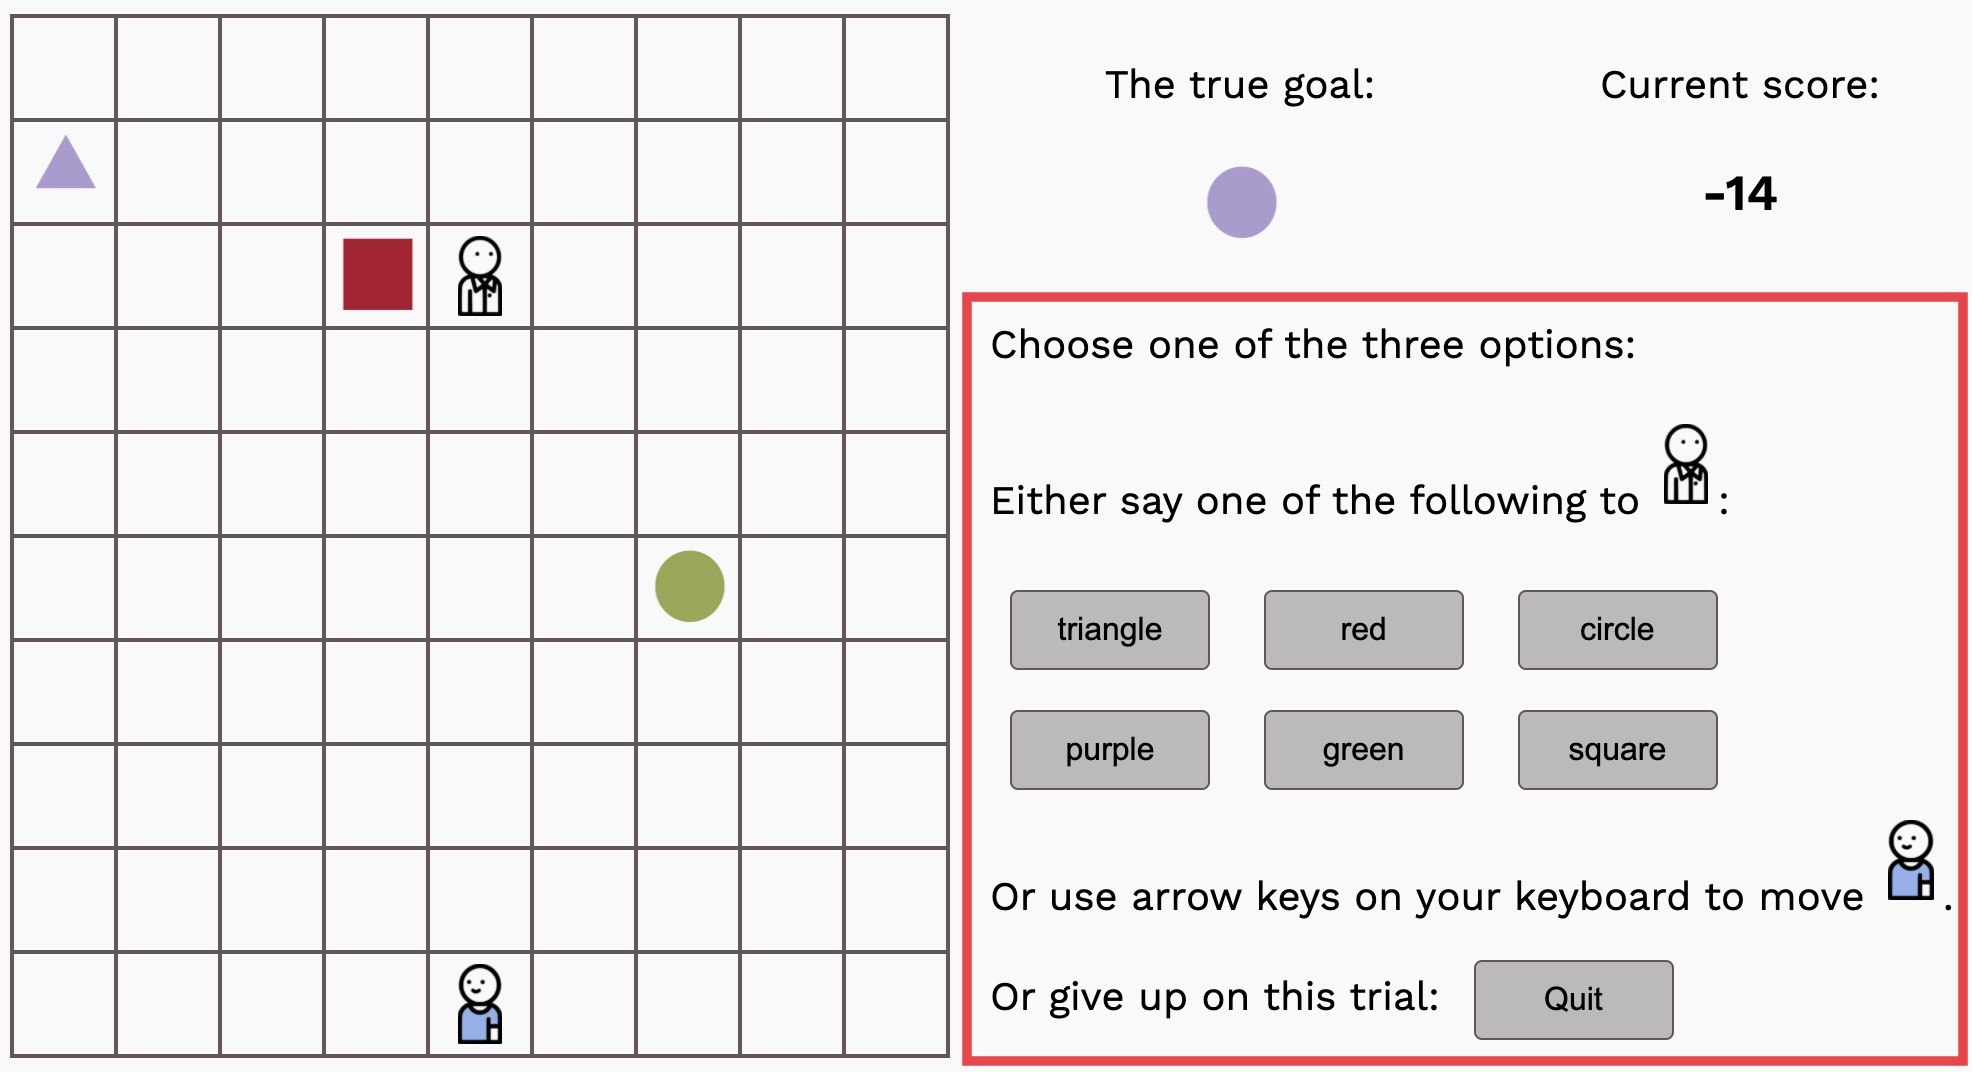 The true goal:
Current score:
-14
Choose one of the three options:
Either say one of the following to :
triangle
red
circle
purple
green
square
Or use arrow keys on your keyboard to move .
Or give up on this trial:
Quit